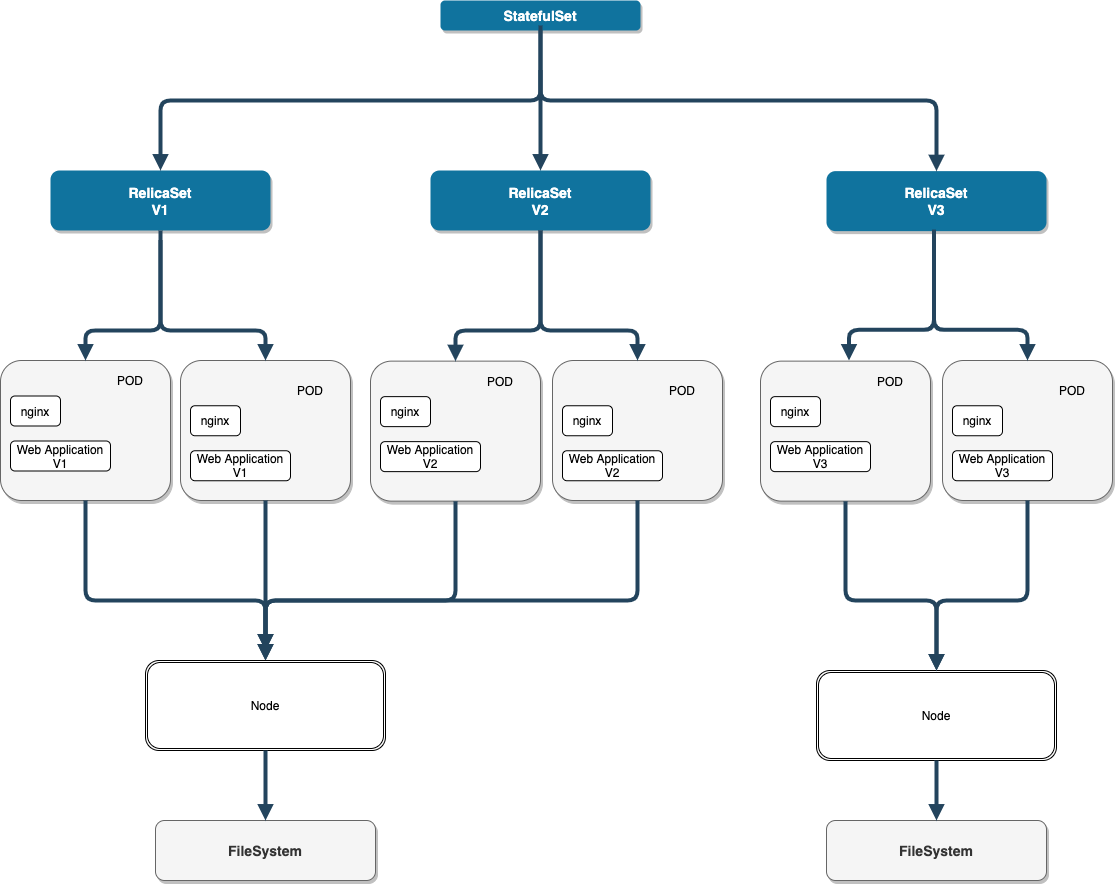 StatefulSet
RelicaSet
V1
RelicaSet
V2
RelicaSet
V3
POD
nginx
Web Application
V1
POD
nginx
Web Application
V1
POD
nginx
Web Application
V2
POD
nginx
Web Application
V2
POD
nginx
Web Application
V3
POD
nginx
Web Application
V3
Node
Node
FileSystem
FileSystem